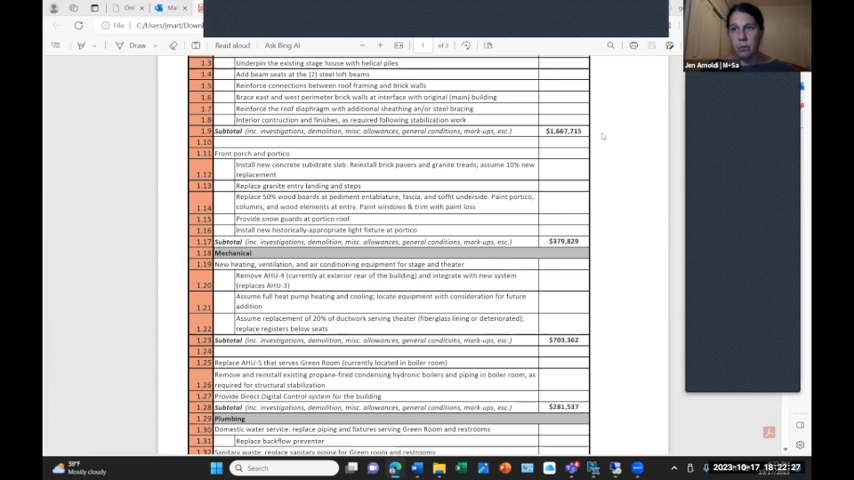 Onl
Ma
File
C:/Users/jmart/Down
Draw
Read aloud
Ask Bing AI
1
of 3
Jen Arnoldi | M+Sa
1.3 Underpin the existing stage house with helical piles
1.4 Add beam seats at the (2) steel loft beams
1.5 Reinforce connections between roof framing and brick walls
1.6 Brace east and west perimeter brick walls at interface with original (main) building
1.7 Reinforce the roof diaphragm with additional sheathing an/or steel bracing
1.8 Interior contruction and finishes, as required following stabilization work
1.9 Subtotal (inc. investigations, demolition, misc. allowances, general conditions, mark-ups, esc.) $1,667,715
1.10
1.11 Front porch and portico
1.12 Install new concrete substrate slab. Reinstall brick pavers and granite treads; assume 10% new
replacement
1.13 Replace granite entry landing and steps
1.14 Replace 50% wood boards at pediment entablature, fascia, and soffit underside. Paint portico,
columns, and wood elements at entry. Paint windows & trim with paint loss
1.15 Provide snow guards at portico roof
1.16 Install new historically-appropriate light fixture at portico
1.17 Subtotal (inc. investigations, demolition, misc. allowances, general conditions, mark-ups, esc.) $379,829
1.18 Mechanical
1.19 New heating, ventilation, and air conditioning equipment for stage and theater
1.20 Remove AHU-4 (currently at exterior rear of the building) and integrate with new system
(replaces AHU-3)
1.21 Assume full heat pump heating and cooling; locate equipment with consideration for future
addition
1.22 Assume replacement of 20% of ductwork serving theater (fiberglass lining or deteriorated);
replace registers below seats
1.23 Subtotal (inc. investigations, demolition, misc. allowances, general conditions, mark-ups, esc.) $703,362
1.24
1.25 Replace AHU-5 that serves Green Room (currently located in boiler room)
1.26 Remove and reinstall existing propane-fired condensing hydronic boilers and piping in boiler room, as
required for structural stabilization
1.27 Provide Direct Digital Control system for the building
1.28 Subtotal (inc. investigations, demolition, misc. allowances, general conditions, mark-ups, esc.) $281,537
1.29 Plumbing
1.30 Domestic water service: replace piping and fixtures serving Green Room and restrooms
1.31 Replace backflow preventer
1.32 Sanitary waste: replace sanitary piping for Green room and restrooms
59°F
Mostly cloudy
Search
2023-10-17 18:22:27